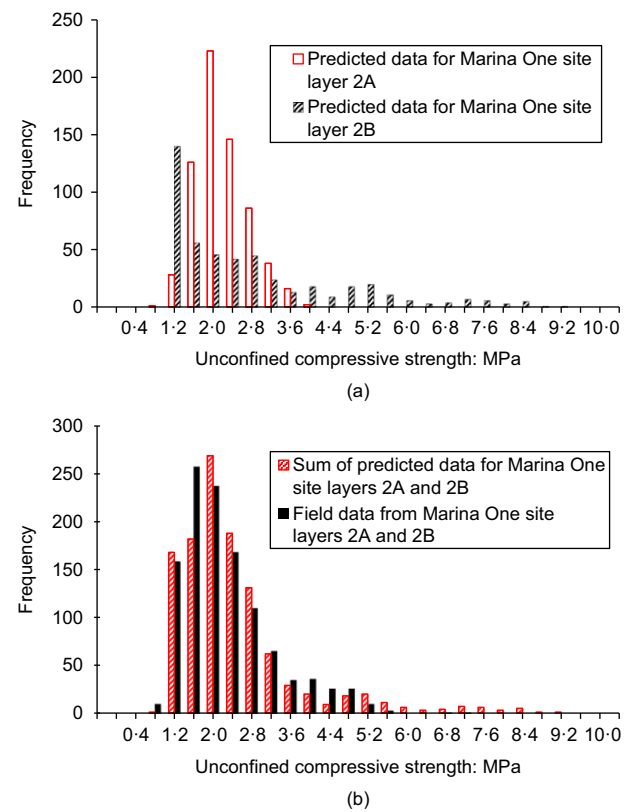 250
200
150
100
50
0
Frequency
Predicted data for Marina One site
layer 2A
Predicted data for Marina One site
layer 2B
0·4 1·2 2·0 2·8 3·6 4·4 5·2 6·0 6·8 7·6 8·4 9·2 10·0
Unconfined compressive strength: MPa
(a)
300
250
200
150
100
50
0
Frequency
Sum of predicted data for Marina One
site layers 2A and 2B
Field data from Marina One site
layers 2A and 2B
0·4 1·2 2·0 2·8 3·6 4·4 5·2 6·0 6·8 7·6 8·4 9·2 10·0
Unconfined compressive strength: MPa
(b)